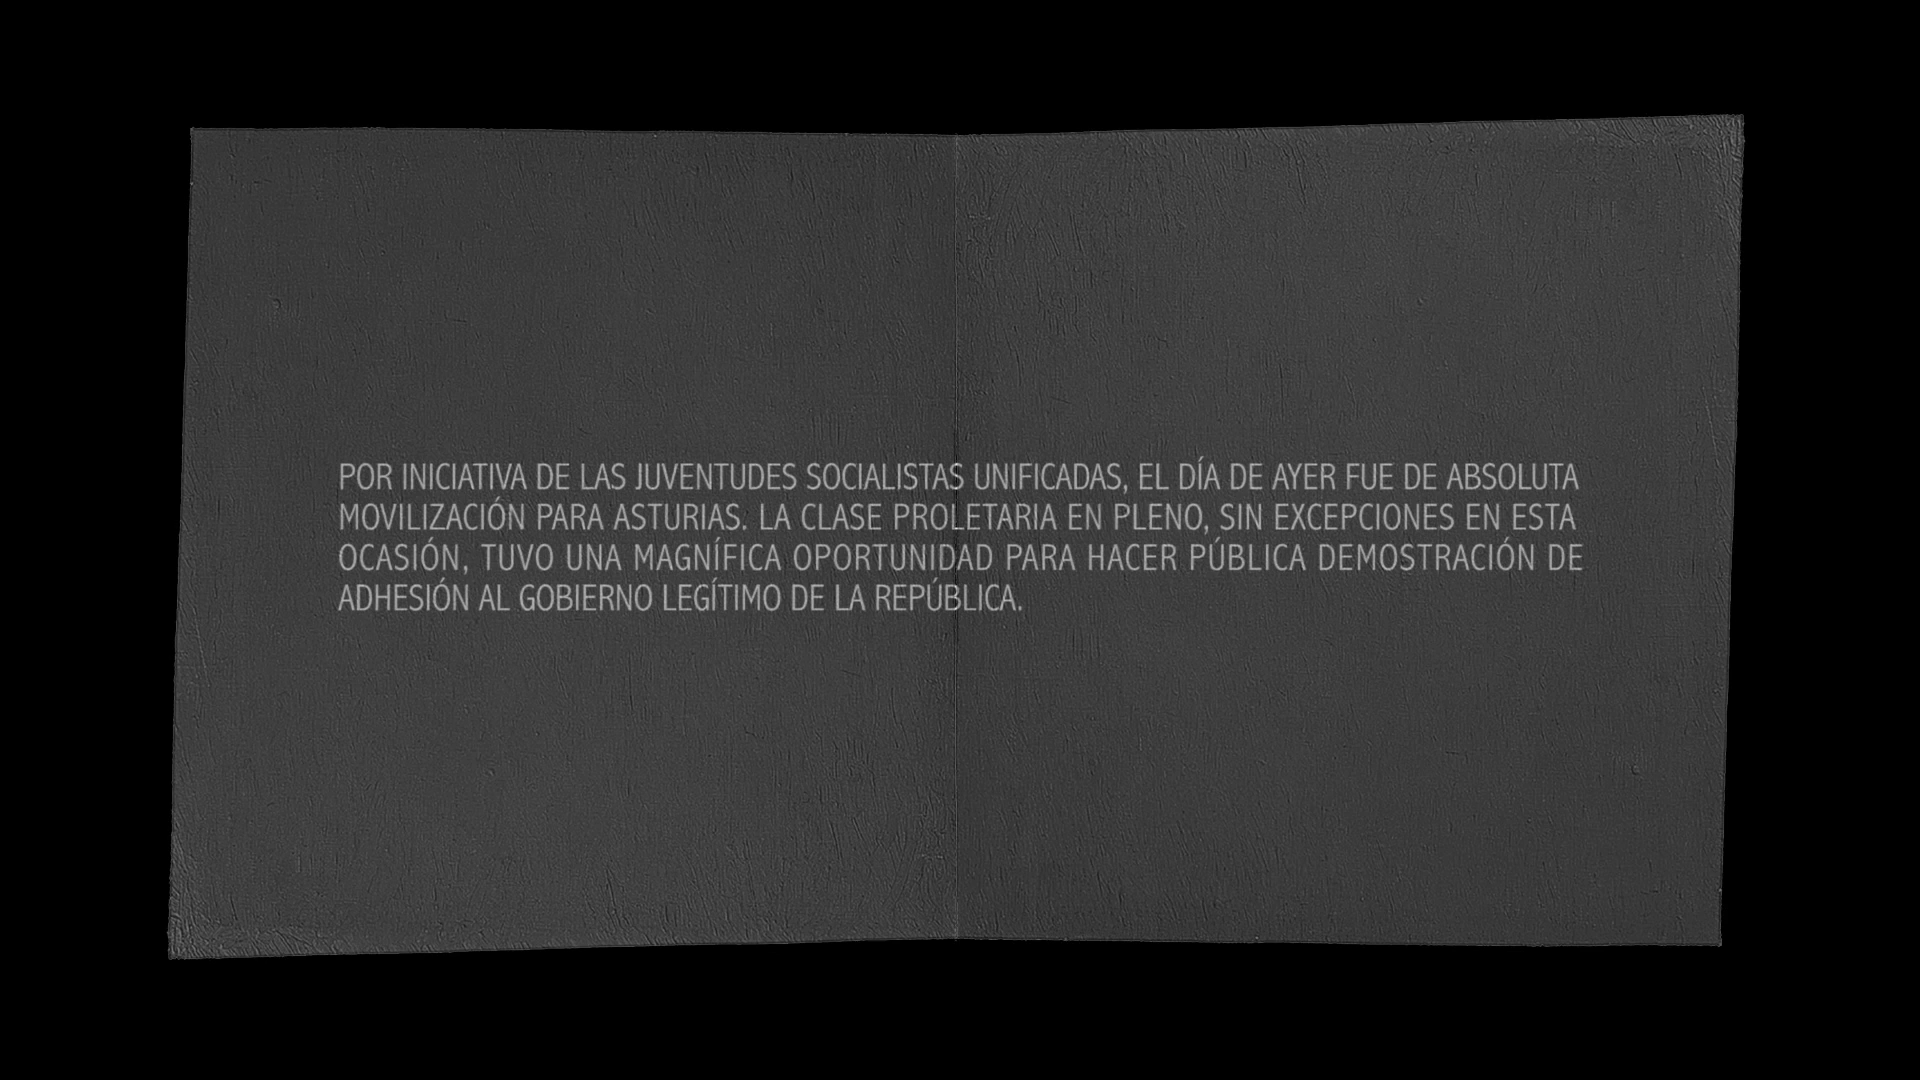 POR INICIATIVA DE LAS JUVENTUDES SOCIALISTAS UNIFICADAS, EL DÍA DE AYER FUE DE ABSOLUTA
MOVILIZACIÓN PARA ASTURIAS. LA CLASE PROLETARIA EN PLENO, SIN EXCEPCIONES EN ESTA
OCASIÓN, TUVO UNA MAGNÍFICA OPORTUNIDAD PARA HACER PÚBLICA DEMOSTRACIÓN DE
ADHESIÓN AL GOBIERNO LEGÍTIMO DE LA REPÚBLICA.